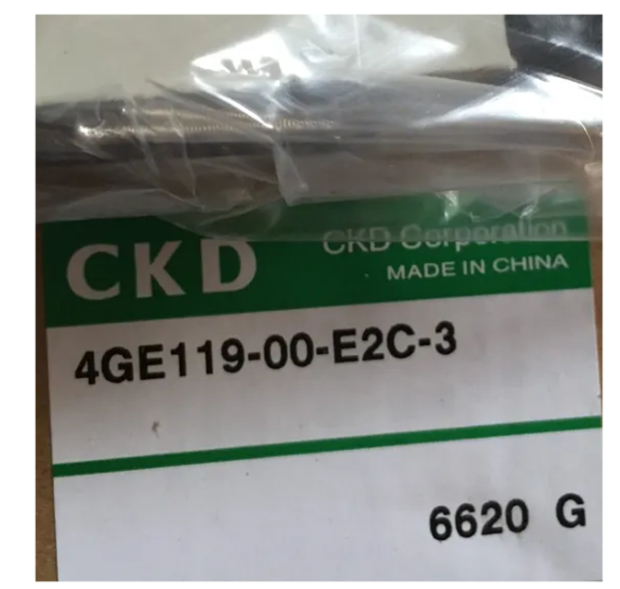 CKD
CKD Corporation
MADE IN CHINA
4GE119-00-E2C-3
6620 G